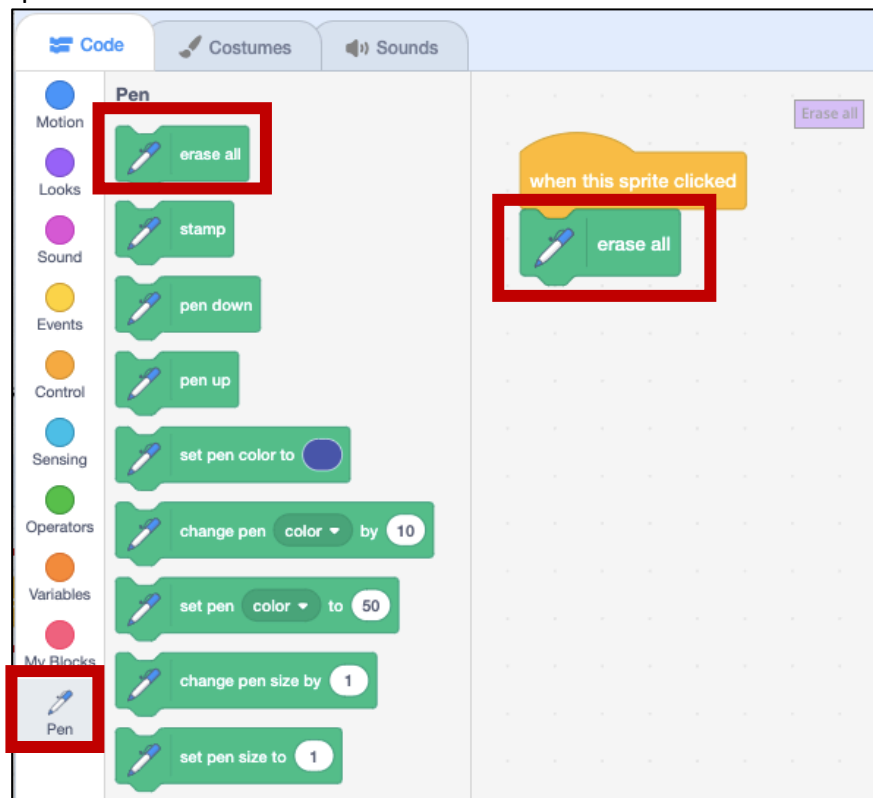 Code
Costumes
Sounds
Motion
Looks
Sound
Events
Control
Sensing
Operators
Variables
My Blocks
Pen
Pen
erase all
stamp
pen down
pen up
set pen color to
change pen color by 10
set pen color to 50
change pen size by 1
set pen size to 1
Erase all
when this sprite clicked
erase all